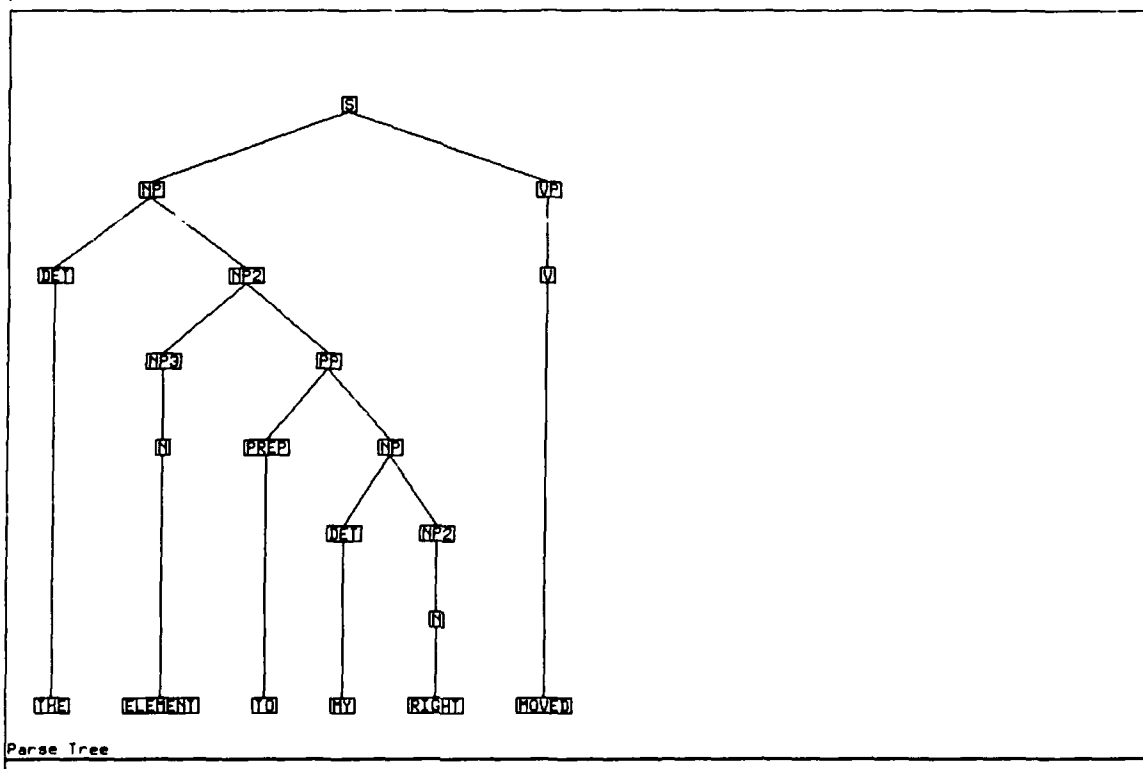 S
NP VP
DET NP2 V
NP3 PP
N PREP NP
DET NP2
N
THE ELEMENT TO MY RIGHT MOVED
Parse Tree